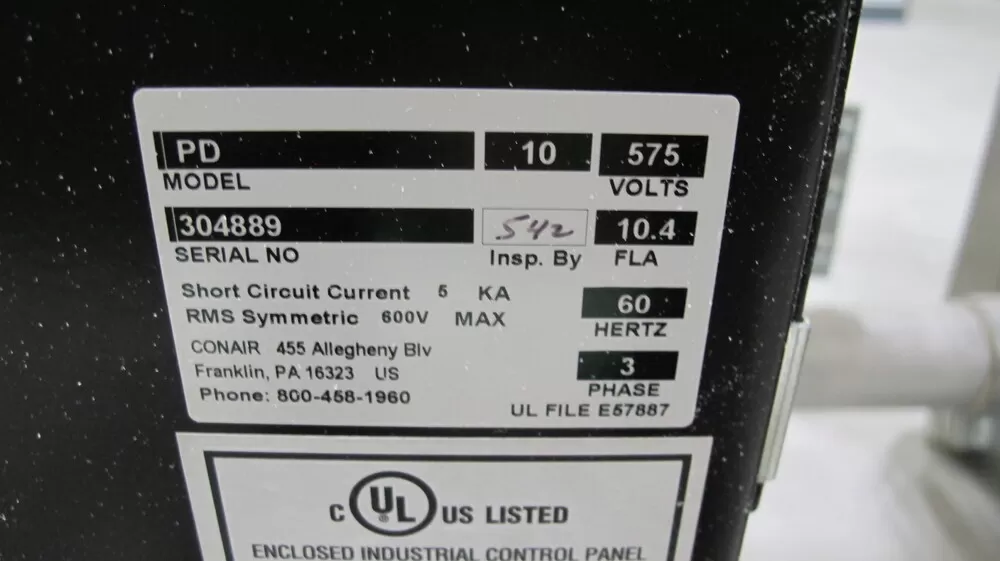 PD 10 575
MODEL VOLTS
304889 542 10.4
SERIAL NO Insp. By FLA
Short Circuit Current 5 KA
RMS Symmetric 600V MAX
60
HERTZ
CONAIR 455 Allegheny Blv
Franklin, PA 16323 US
Phone: 800-458-1960
3
PHASE
UL FILE E57887
C UL US LISTED
ENCLOSED INDUSTRIAL CONTROL PANEL